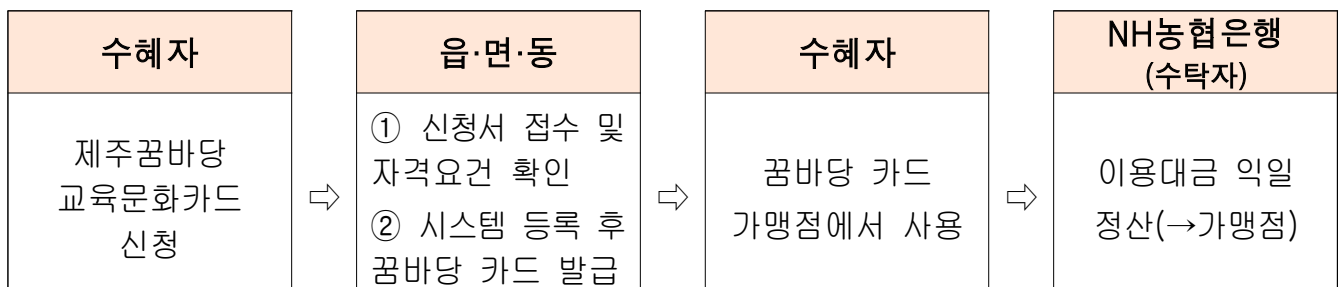 수혜자
제주꿈바당
교육문화카드
신청
⇨
읍·면·동
① 신청서 접수 및
자격요건 확인
② 시스템 등록 후
꿈바당 카드 발급
⇨
수혜자
꿈바당 카드
가맹점에서 사용
⇨
NH농협은행
(수탁자)
이용대금 익일
정산(→가맹점)